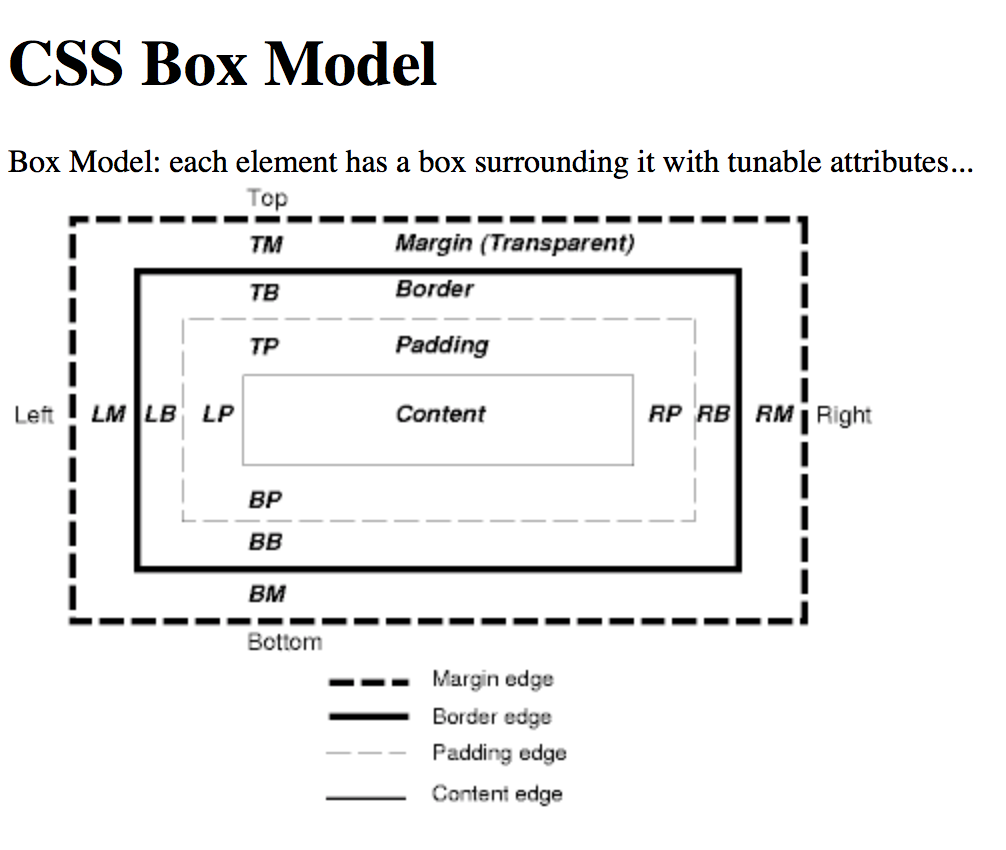 CSS Box Model
Box Model: each element has a box surrounding it with tunable attributes...
Top
TM Margin (Transparent)
TB Border
TP Padding
Left LM LB LP Content RP RB RM Right
BP
BB
BM
Bottom
Margin edge
Border edge
Padding edge
Content edge